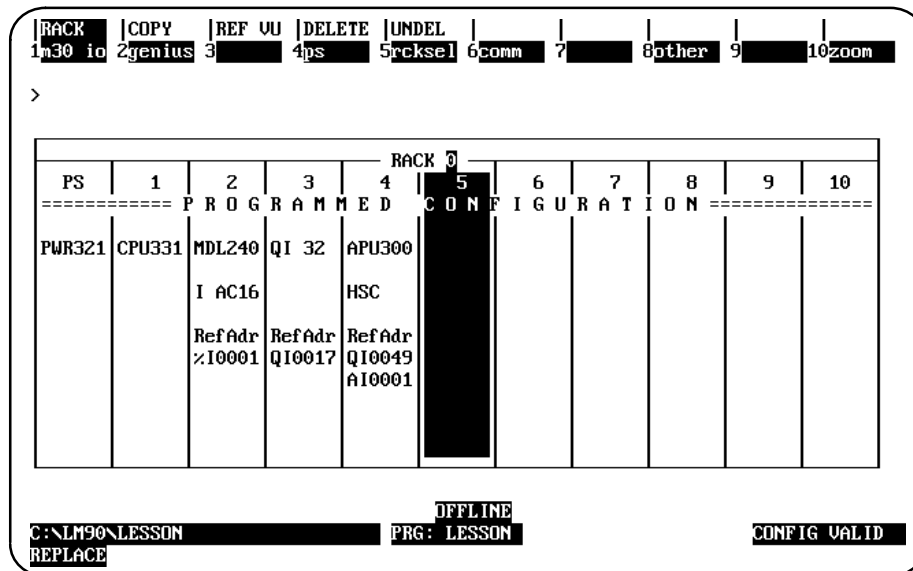 |RACK |COPY |REF VU |DELETE |UNDEL | | | | |
1m30 io 2genius 3 4ps 5rcksel 6comm 7 8other 9 10zoom
>
RACK 0
PS 1 2 3 4 5 6 7 8 9 10
============ P R O G R A M M E D C O N F I G U R A T I O N ===============
PWR321 CPU331 MDL240 QI 32 APU300
I AC16 HSC
RefAdr RefAdr RefAdr
%I0001 QI0017 QI0049
AI0001
OFFLINE
C:\LM90\LESSON PRG: LESSON CONFIG VALID
REPLACE